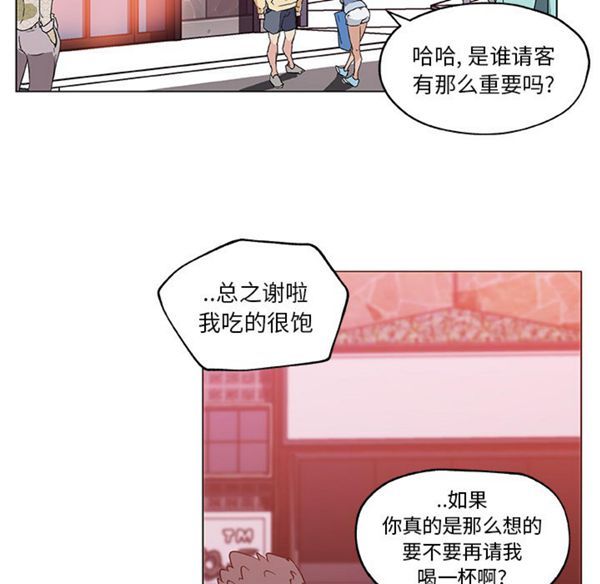 哈哈, 是谁请客
有那么重要吗?
..总之谢啦
我吃的很饱
TM
..如果
你真的是那么想的
要不要再请我
喝一杯啊?